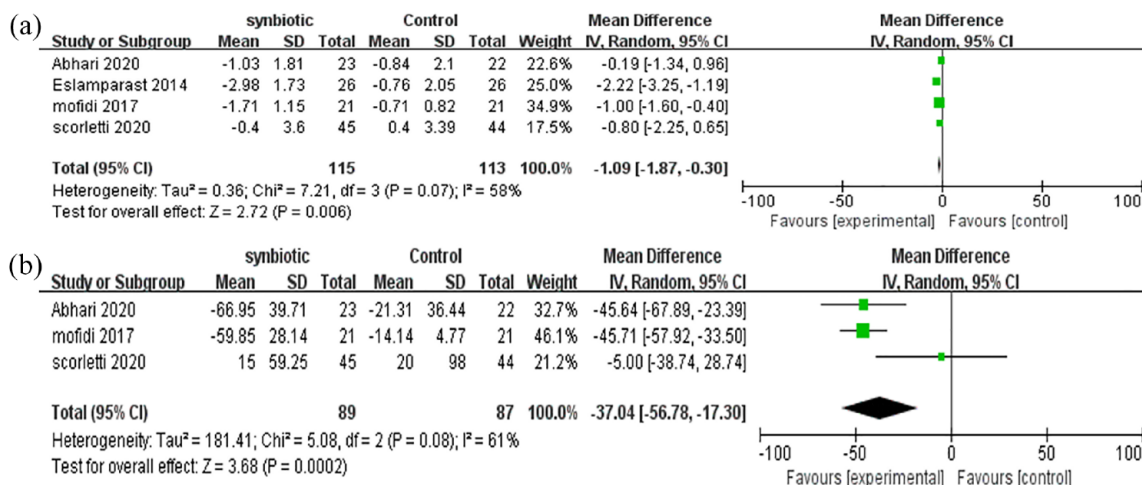 (a)
synbiotic Control Mean Difference Mean Difference
Study or Subgroup Mean SD Total Mean SD Total Weight IV, Random, 95% CI IV, Random, 95% CI
Abhari 2020 -1.03 1.81 23 -0.84 2.1 22 22.6% -0.19 [-1.34, 0.96]
Eslamparast 2014 -2.98 1.73 26 -0.76 2.05 26 25.0% -2.22 [-3.25, -1.19]
mofidi 2017 -1.71 1.15 21 -0.71 0.82 21 34.9% -1.00 [-1.60, -0.40]
scorletti 2020 -0.4 3.6 45 0.4 3.39 44 17.5% -0.80 [-2.25, 0.65]
Total (95% CI) 115 113 100.0% -1.09 [-1.87, -0.30]
Heterogeneity: Tau² = 0.36; Chi² = 7.21, df = 3 (P = 0.07); I² = 58%
Test for overall effect: Z = 2.72 (P = 0.006)
-100 -50 0 50 100
Favours [experimental] Favours [control]
(b)
synbiotic Control Mean Difference Mean Difference
Study or Subgroup Mean SD Total Mean SD Total Weight IV, Random, 95% CI IV, Random, 95% CI
Abhari 2020 -66.95 39.71 23 -21.31 36.44 22 32.7% -45.64 [-67.89, -23.39]
mofidi 2017 -59.85 28.14 21 -14.14 4.77 21 46.1% -45.71 [-57.92, -33.50]
scorletti 2020 15 59.25 45 20 98 44 21.2% -5.00 [-38.74, 28.74]
Total (95% CI) 89 87 100.0% -37.04 [-56.78, -17.30]
Heterogeneity: Tau² = 181.41; Chi² = 5.08, df = 2 (P = 0.08); I² = 61%
Test for overall effect: Z = 3.68 (P = 0.0002)
-100 -50 0 50 100
Favours [experimental] Favours [control]